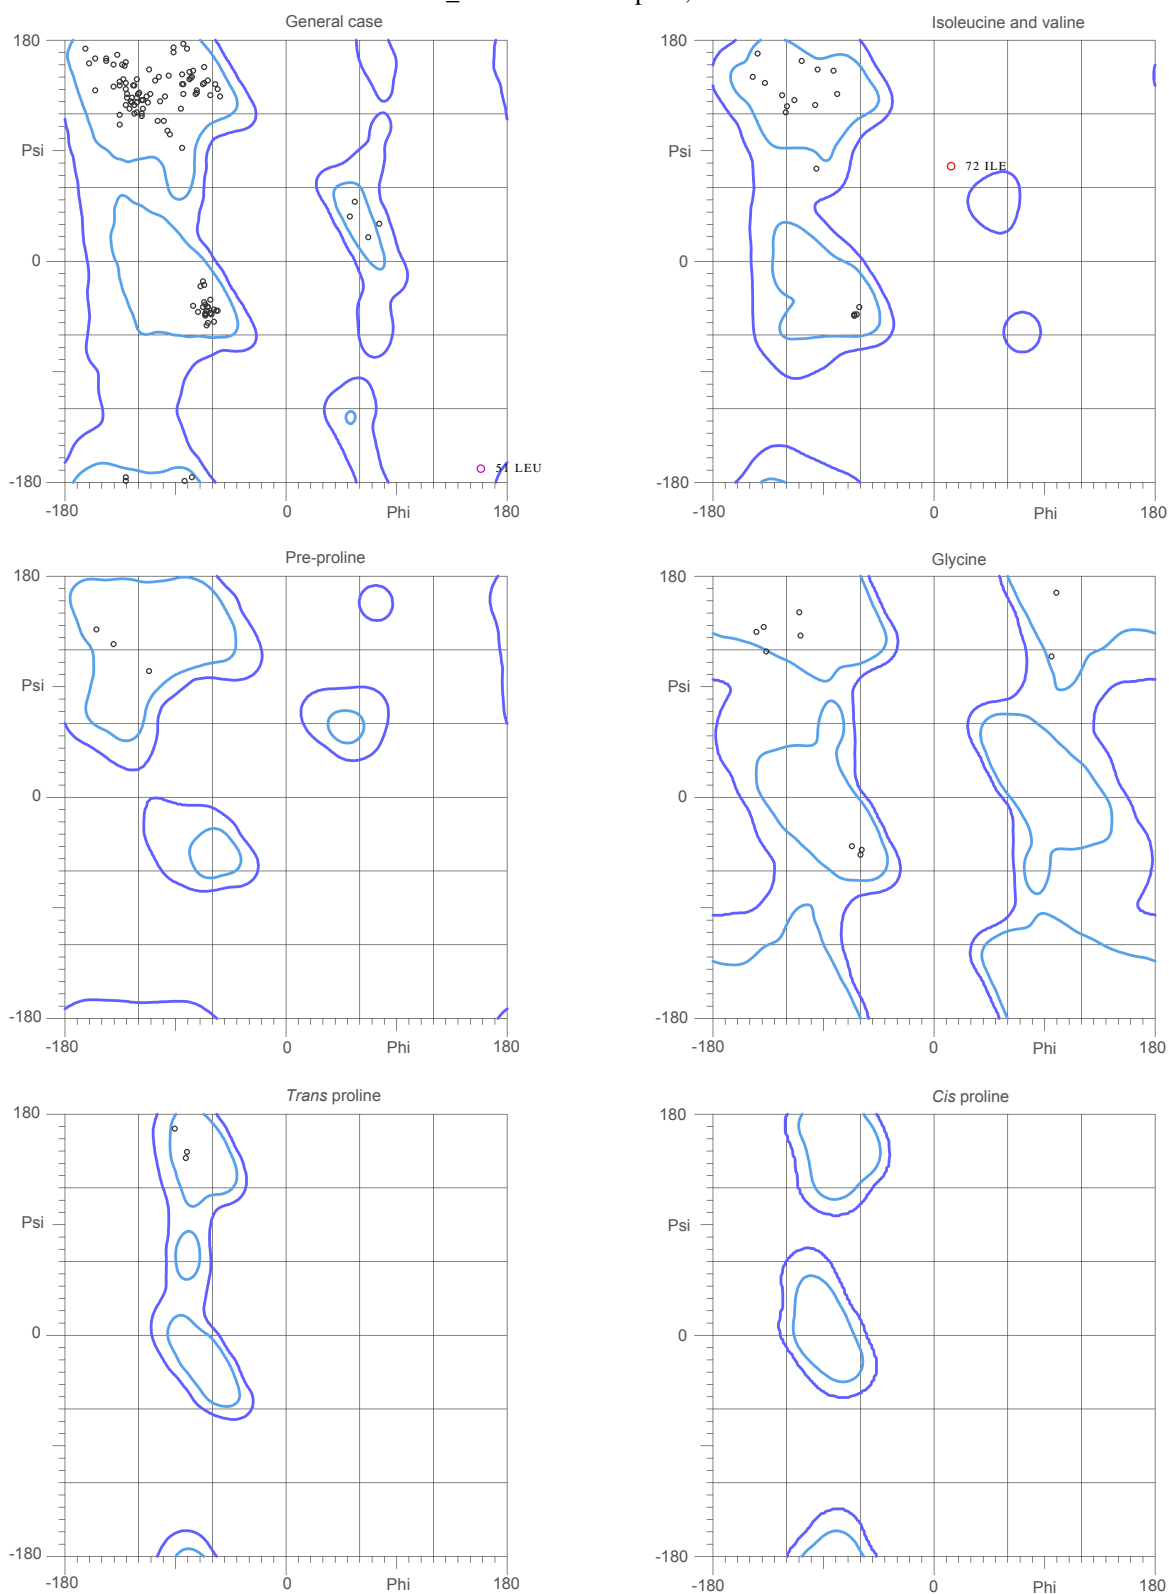 General case
Isoleucine and valine
180
Psi
0
-180
-180
0
Phi
180
51 LEU
180
Psi
0
-180
-180
0
Phi
180
72 ILE
Pre-proline
Glycine
180
Psi
0
-180
-180
0
Phi
180
180
Psi
0
-180
-180
0
Phi
180
Trans proline
Cis proline
180
Psi
0
-180
-180
0
Phi
180
180
Psi
0
-180
-180
0
Phi
180